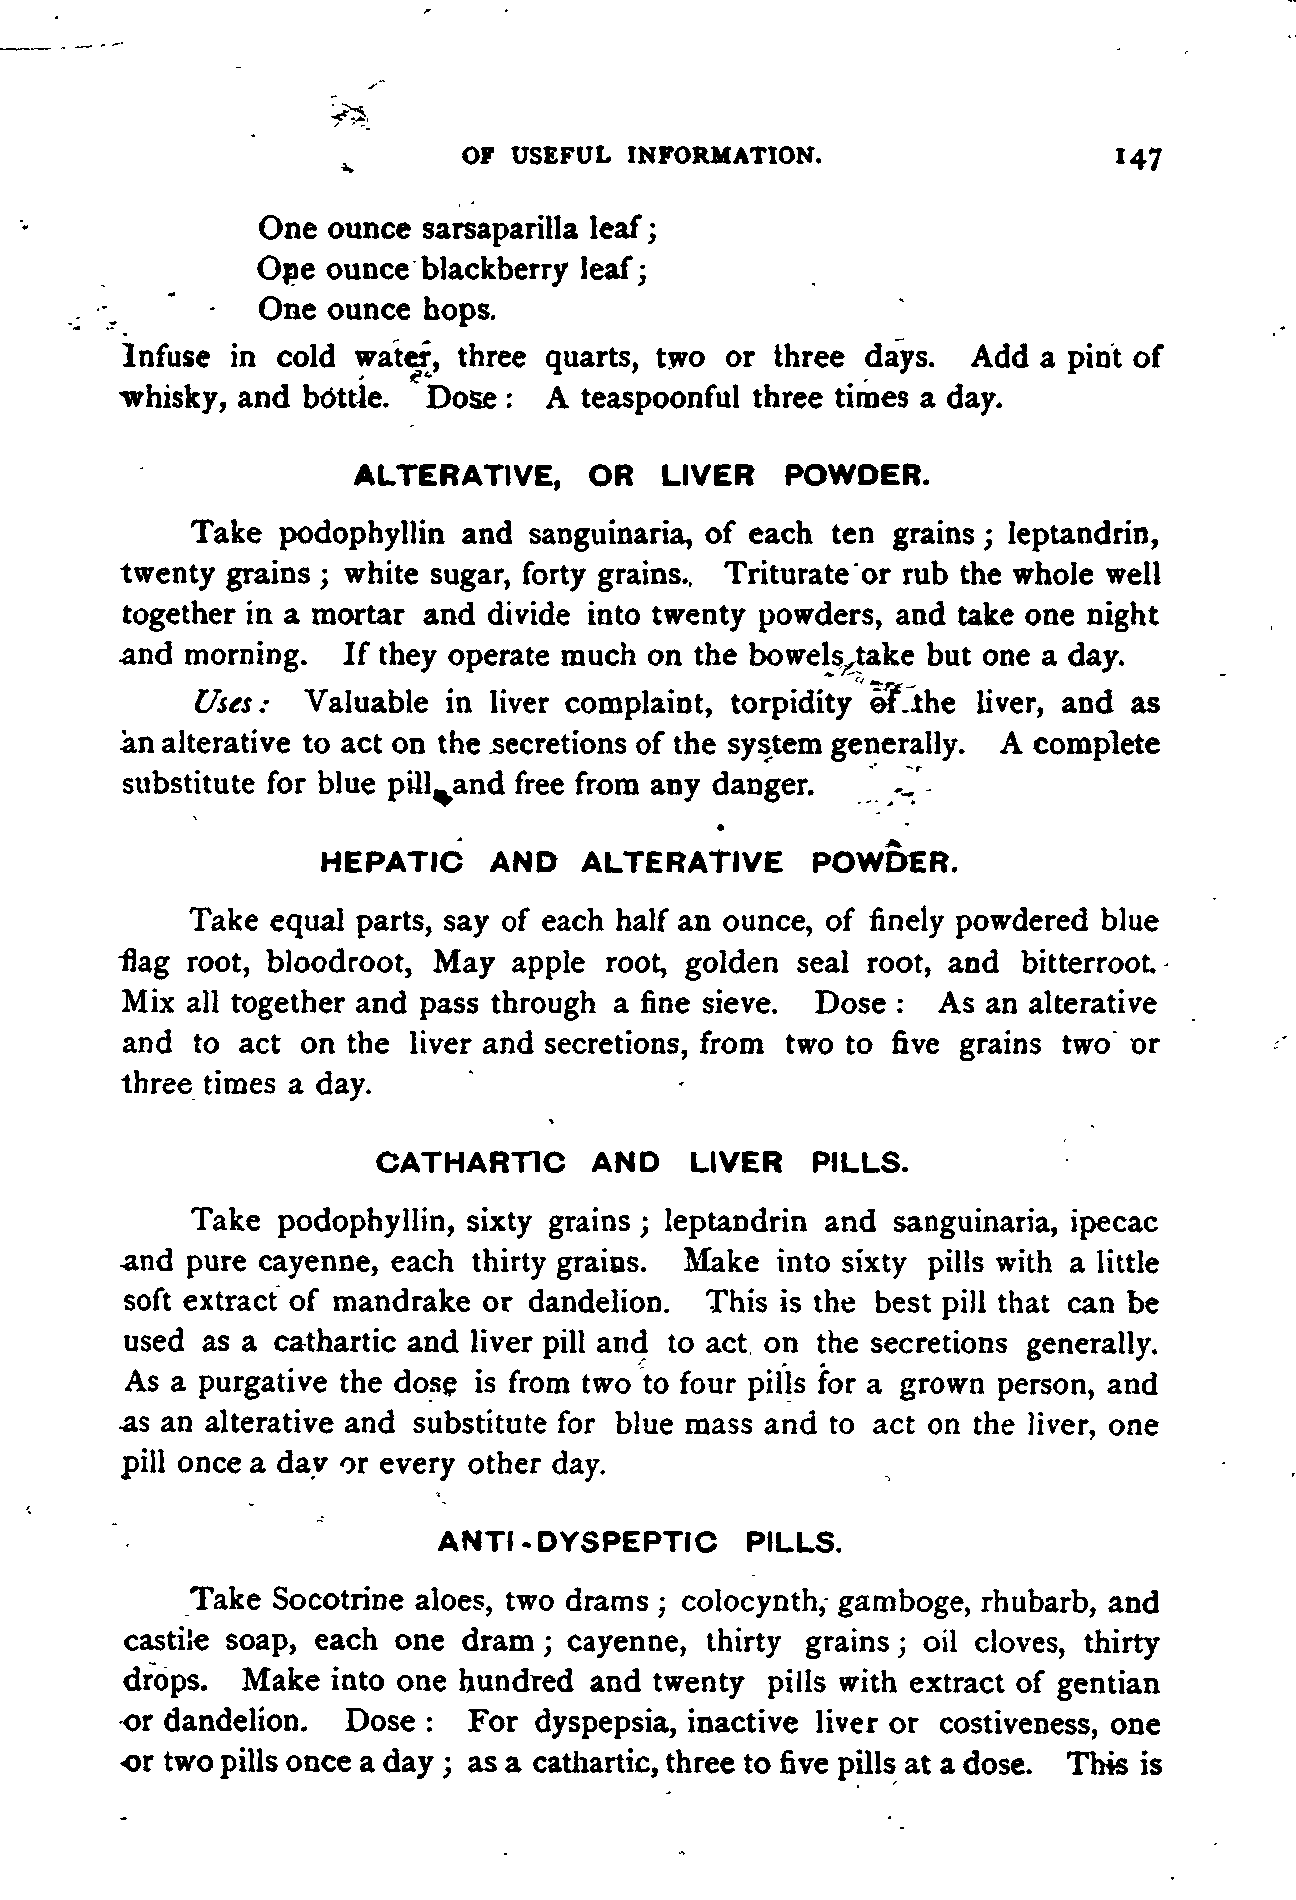 OF USEFUL INFORMATION. 147
One ounce sarsaparilla leaf;
One ounce blackberry leaf;
One ounce hops.
Infuse in cold water, three quarts, two or three days. Add a pint of
whisky, and bottle. Dose: A teaspoonful three times a day.
ALTERATIVE, OR LIVER POWDER.
Take podophyllin and sanguinaria, of each ten grains; leptandrin,
twenty grains; white sugar, forty grains. Triturate or rub the whole well
together in a mortar and divide into twenty powders, and take one night
and morning. If they operate much on the bowels, take but one a day.
Uses: Valuable in liver complaint, torpidity of the liver, and as
an alterative to act on the secretions of the system generally. A complete
substitute for blue pill and free from any danger.
HEPATIC AND ALTERATIVE POWDER.
Take equal parts, say of each half an ounce, of finely powdered blue
flag root, bloodroot, May apple root, golden seal root, and bitterroot.
Mix all together and pass through a fine sieve. Dose: As an alterative
and to act on the liver and secretions, from two to five grains two or
three times a day.
CATHARTIC AND LIVER PILLS.
Take podophyllin, sixty grains; leptandrin and sanguinaria, ipecac
and pure cayenne, each thirty grains. Make into sixty pills with a little
soft extract of mandrake or dandelion. This is the best pill that can be
used as a cathartic and liver pill and to act on the secretions generally.
As a purgative the dose is from two to four pills for a grown person, and
as an alterative and substitute for blue mass and to act on the liver, one
pill once a day or every other day.
ANTI-DYSPEPTIC PILLS.
Take Socotrine aloes, two drams; colocynth, gamboge, rhubarb, and
castile soap, each one dram; cayenne, thirty grains; oil cloves, thirty
drops. Make into one hundred and twenty pills with extract of gentian
or dandelion. Dose: For dyspepsia, inactive liver or costiveness, one
or two pills once a day; as a cathartic, three to five pills at a dose. This is